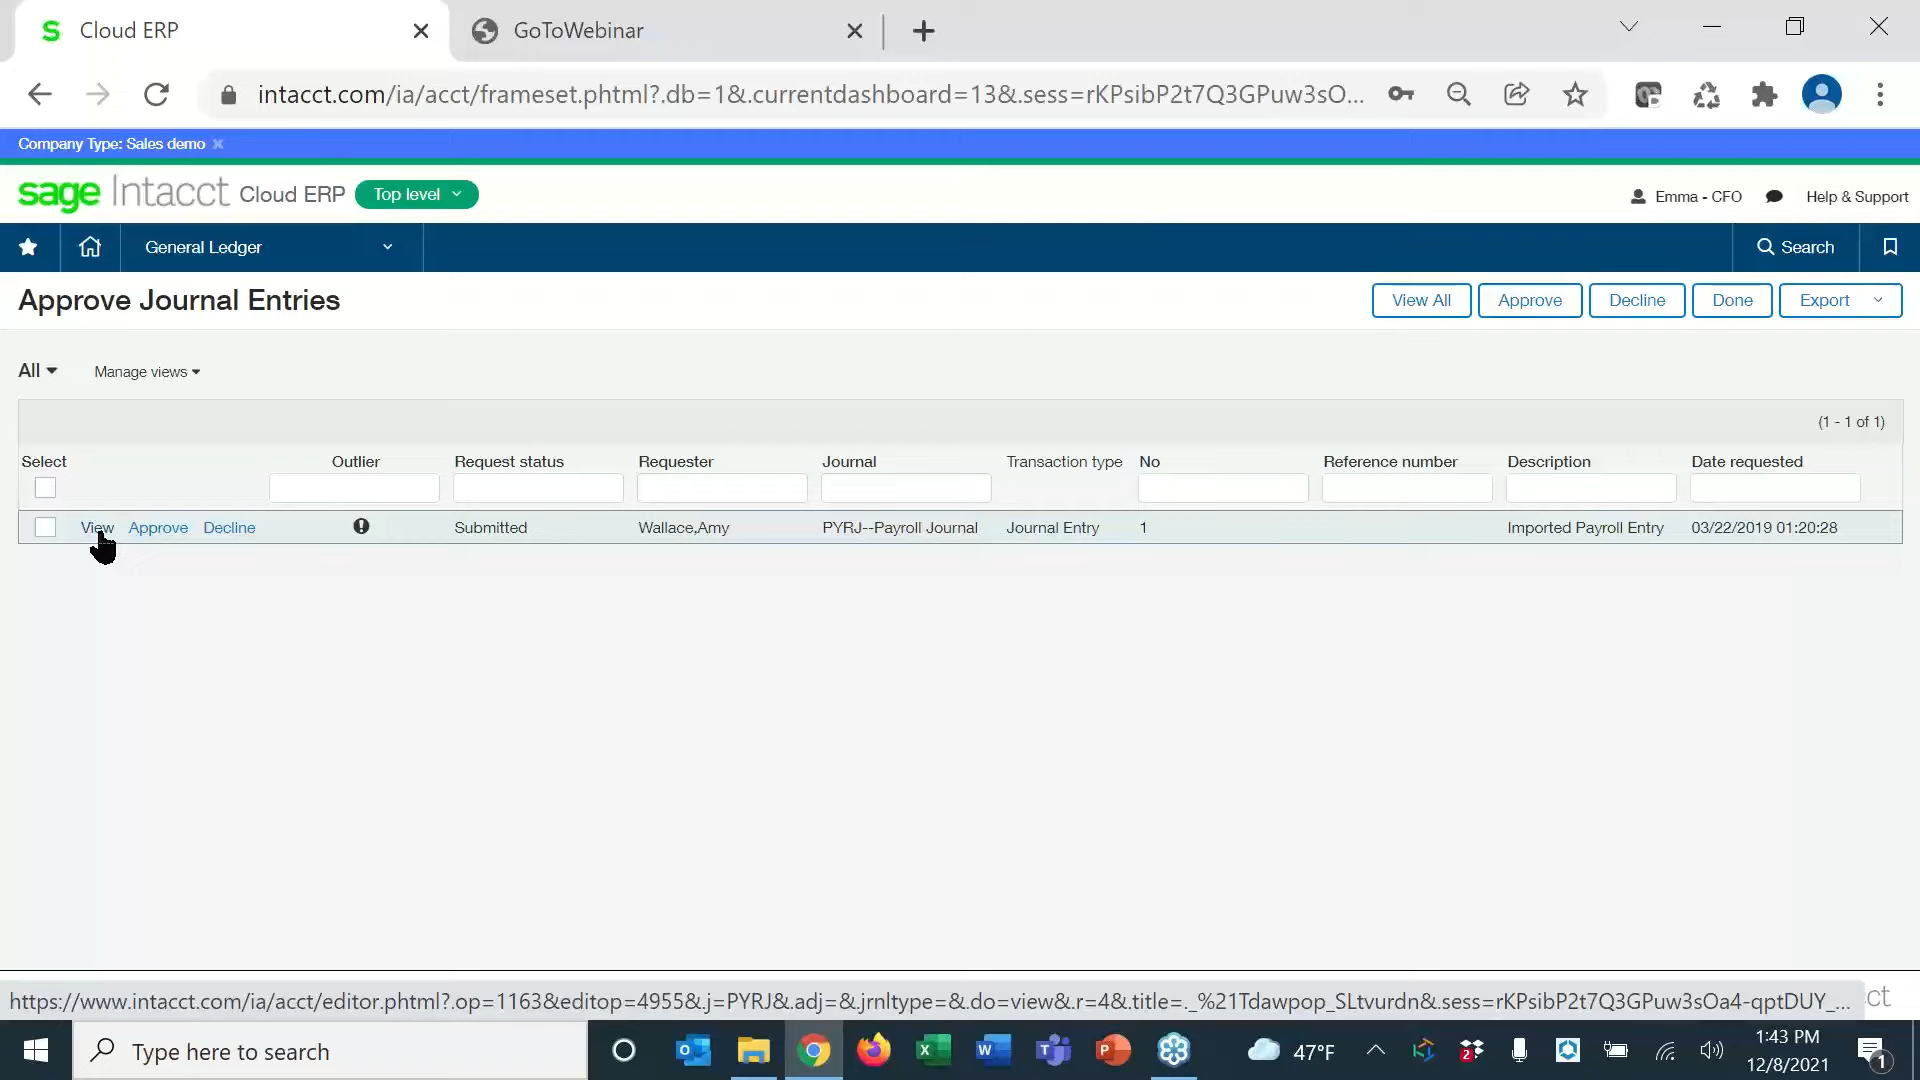 Cloud ERP
GoToWebinar
intacct.com/ia/acct/frameset.phtml?.db=1&.currentdashboard=13&.sess=rKPsibP2t7Q3GPuw3sO...
Company Type: Sales demo
sage Intacct Cloud ERP Top level
Emma - CFO
Help & Support
General Ledger
Search
Approve Journal Entries
View All
Approve
Decline
Done
Export
All
Manage views
(1 - 1 of 1)
Select Outlier Request status Requester Journal Transaction type No Reference number Description Date requested
View Approve Decline Submitted Wallace,Amy PYRJ--Payroll Journal Journal Entry 1 Imported Payroll Entry 03/22/2019 01:20:28
https://www.intacct.com/ia/acct/editor.phtml?.op=1163&editop=4955&.j=PYRJ&.adj=&.jrnltype=&.do=view&.r=4&.title=._%21Tdawpop_SLtvurdn&.sess=rKPsibP2t7Q3GPuw3sOa4-qptDUY_...
Type here to search
47°F
1:43 PM
12/8/2021